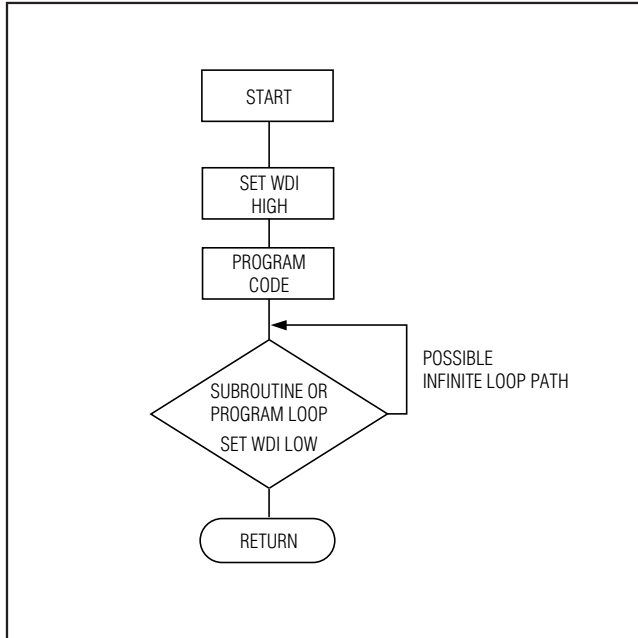 START
SET WDI
HIGH
PROGRAM
CODE
POSSIBLE
INFINITE LOOP PATH
SUBROUTINE OR
PROGRAM LOOP
SET WDI LOW
RETURN